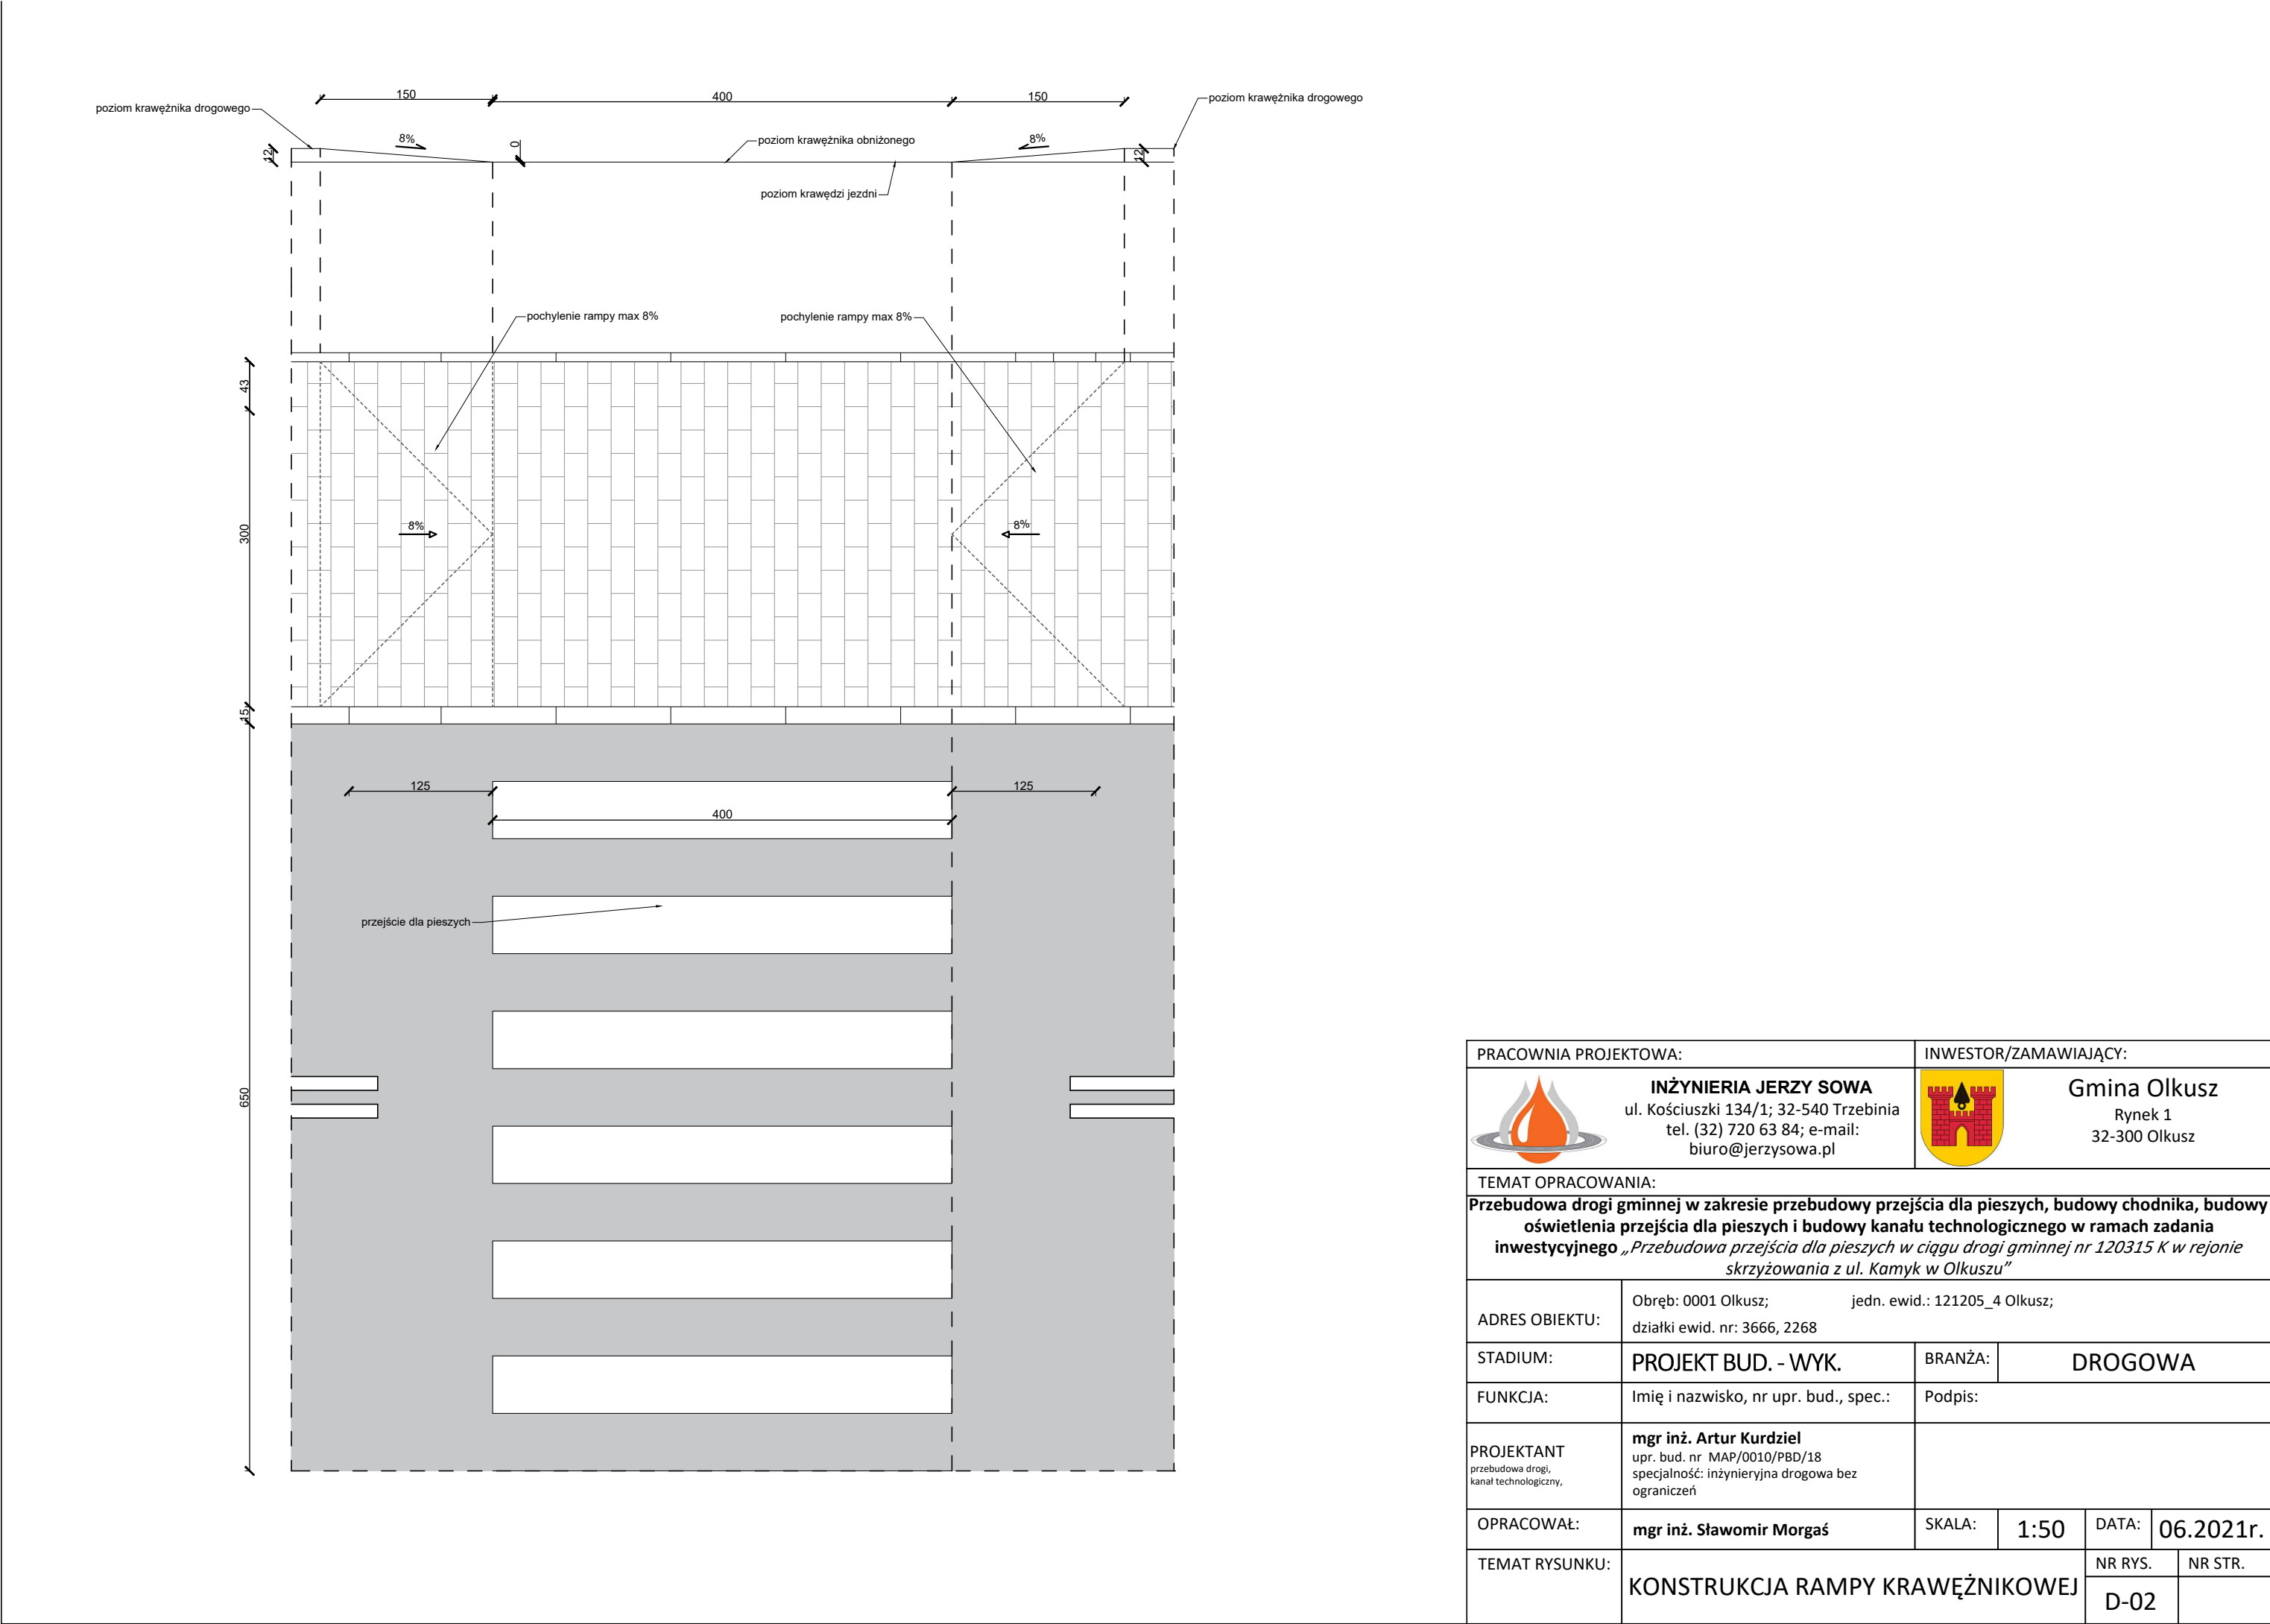 150
400
150
poziom krawężnika drogowego
poziom krawężnika drogowego
8%
0
poziom krawężnika obniżonego
8%
12
12
poziom krawędzi jezdni
pochylenie rampy max 8%
pochylenie rampy max 8%
43
300
8%
8%
15
125
125
400
przejście dla pieszych
650
PRACOWNIA PROJEKTOWA:
INWESTOR/ZAMAWIAJĄCY:
INŻYNIERIA JERZY SOWA
ul. Kościuszki 134/1; 32-540 Trzebinia
tel. (32) 720 63 84; e-mail:
biuro@jerzysowa.pl
Gmina Olkusz
Rynek 1
32-300 Olkusz
TEMAT OPRACOWANIA:
Przebudowa drogi gminnej w zakresie przebudowy przejścia dla pieszych, budowy chodnika, budowy
oświetlenia przejścia dla pieszych i budowy kanału technologicznego w ramach zadania
inwestycyjnego „Przebudowa przejścia dla pieszych w ciągu drogi gminnej nr 120315 K w rejonie
skrzyżowania z ul. Kamyk w Olkuszu”
ADRES OBIEKTU:
Obręb: 0001 Olkusz; jedn. ewid.: 121205_4 Olkusz;
działki ewid. nr: 3666, 2268
STADIUM:
PROJEKT BUD. - WYK.
BRANŻA:
DROGOWA
FUNKCJA:
Imię i nazwisko, nr upr. bud., spec.:
Podpis:
PROJEKTANT
przebudowa drogi,
kanał technologiczny,
mgr inż. Artur Kurdziel
upr. bud. nr MAP/0010/PBD/18
specjalność: inżynieryjna drogowa bez
ograniczeń
OPRACOWAŁ:
mgr inż. Sławomir Morgaś
SKALA:
1:50
DATA:
06.2021r.
TEMAT RYSUNKU:
KONSTRUKCJA RAMPY KRAWĘŻNIKOWEJ
NR RYS.
NR STR.
D-02